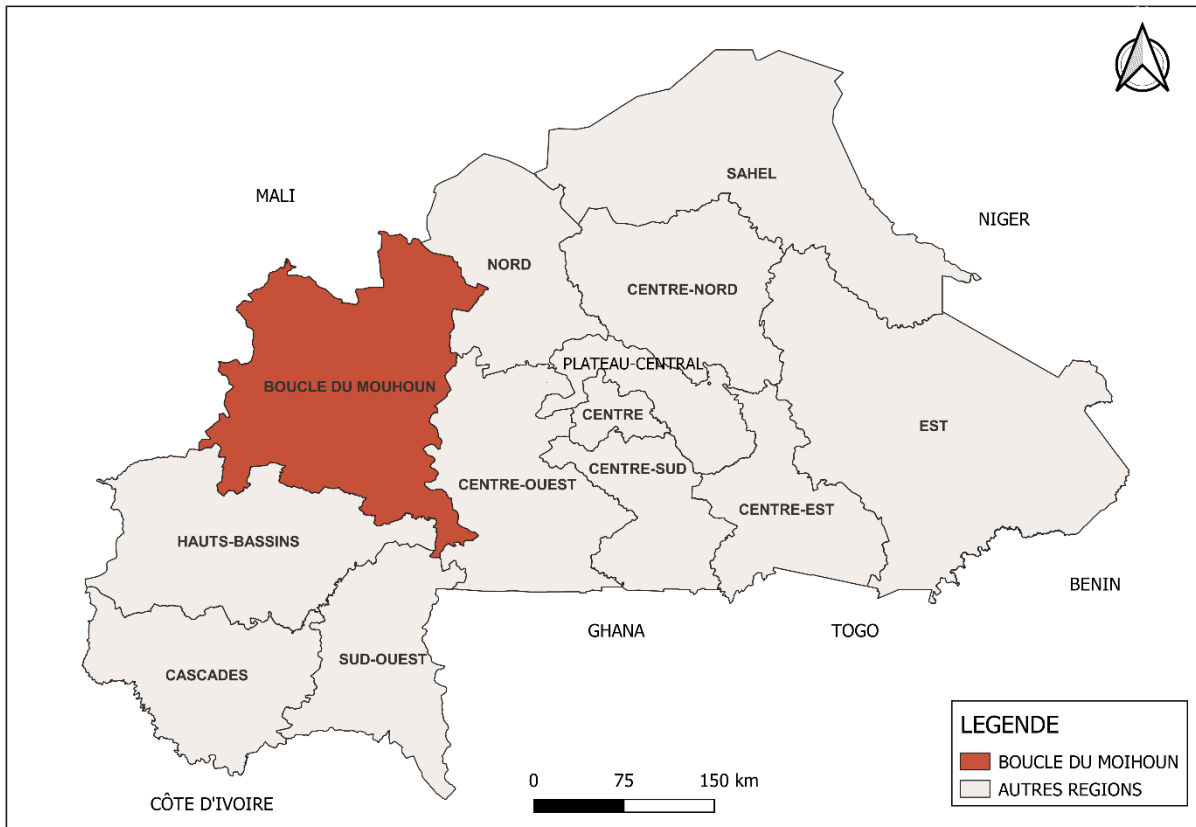 SAHEL
MALI
NIGER
NORD
CENTRE-NORD
PLATEAU-CENTRAL
BOUCLE DU MOUHOUN
CENTRE
EST
CENTRE-SUD
CENTRE-OUEST
CENTRE-EST
HAUTS-BASSINS
BENIN
GHANA
TOGO
SUD-OUEST
CASCADES
CÔTE D'IVOIRE
0 75 150 km
LEGENDE
BOUCLE DU MOIHOUN
AUTRES REGIONS